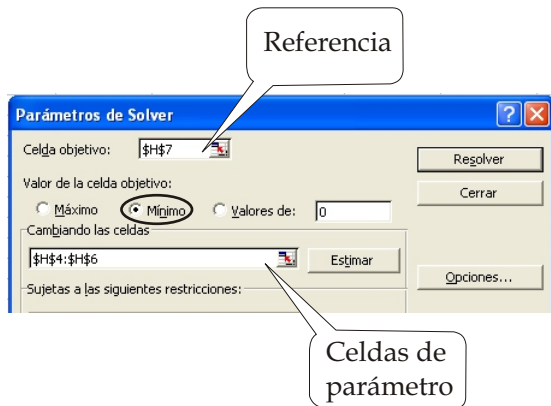 Referencia
Parámetros de Solver
Celda objetivo: $H$7
Resolver
Valor de la celda objetivo:
Cerrar
Máximo Mínimo Valores de: 0
Cambiando las celdas
$H$4:$H$6 Estimar
Opciones...
Sujetas a las siguientes restricciones:
Celdas de
parámetro